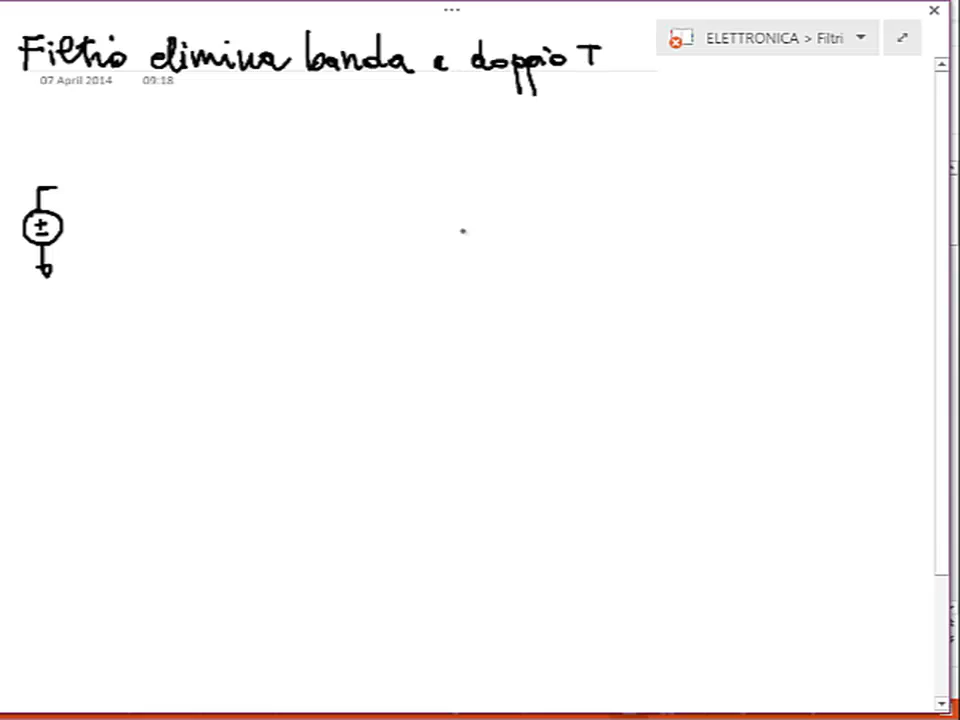 Filtro elimina banda a doppio T
ELETTRONICA > Filtri
07 April 2014 09:18